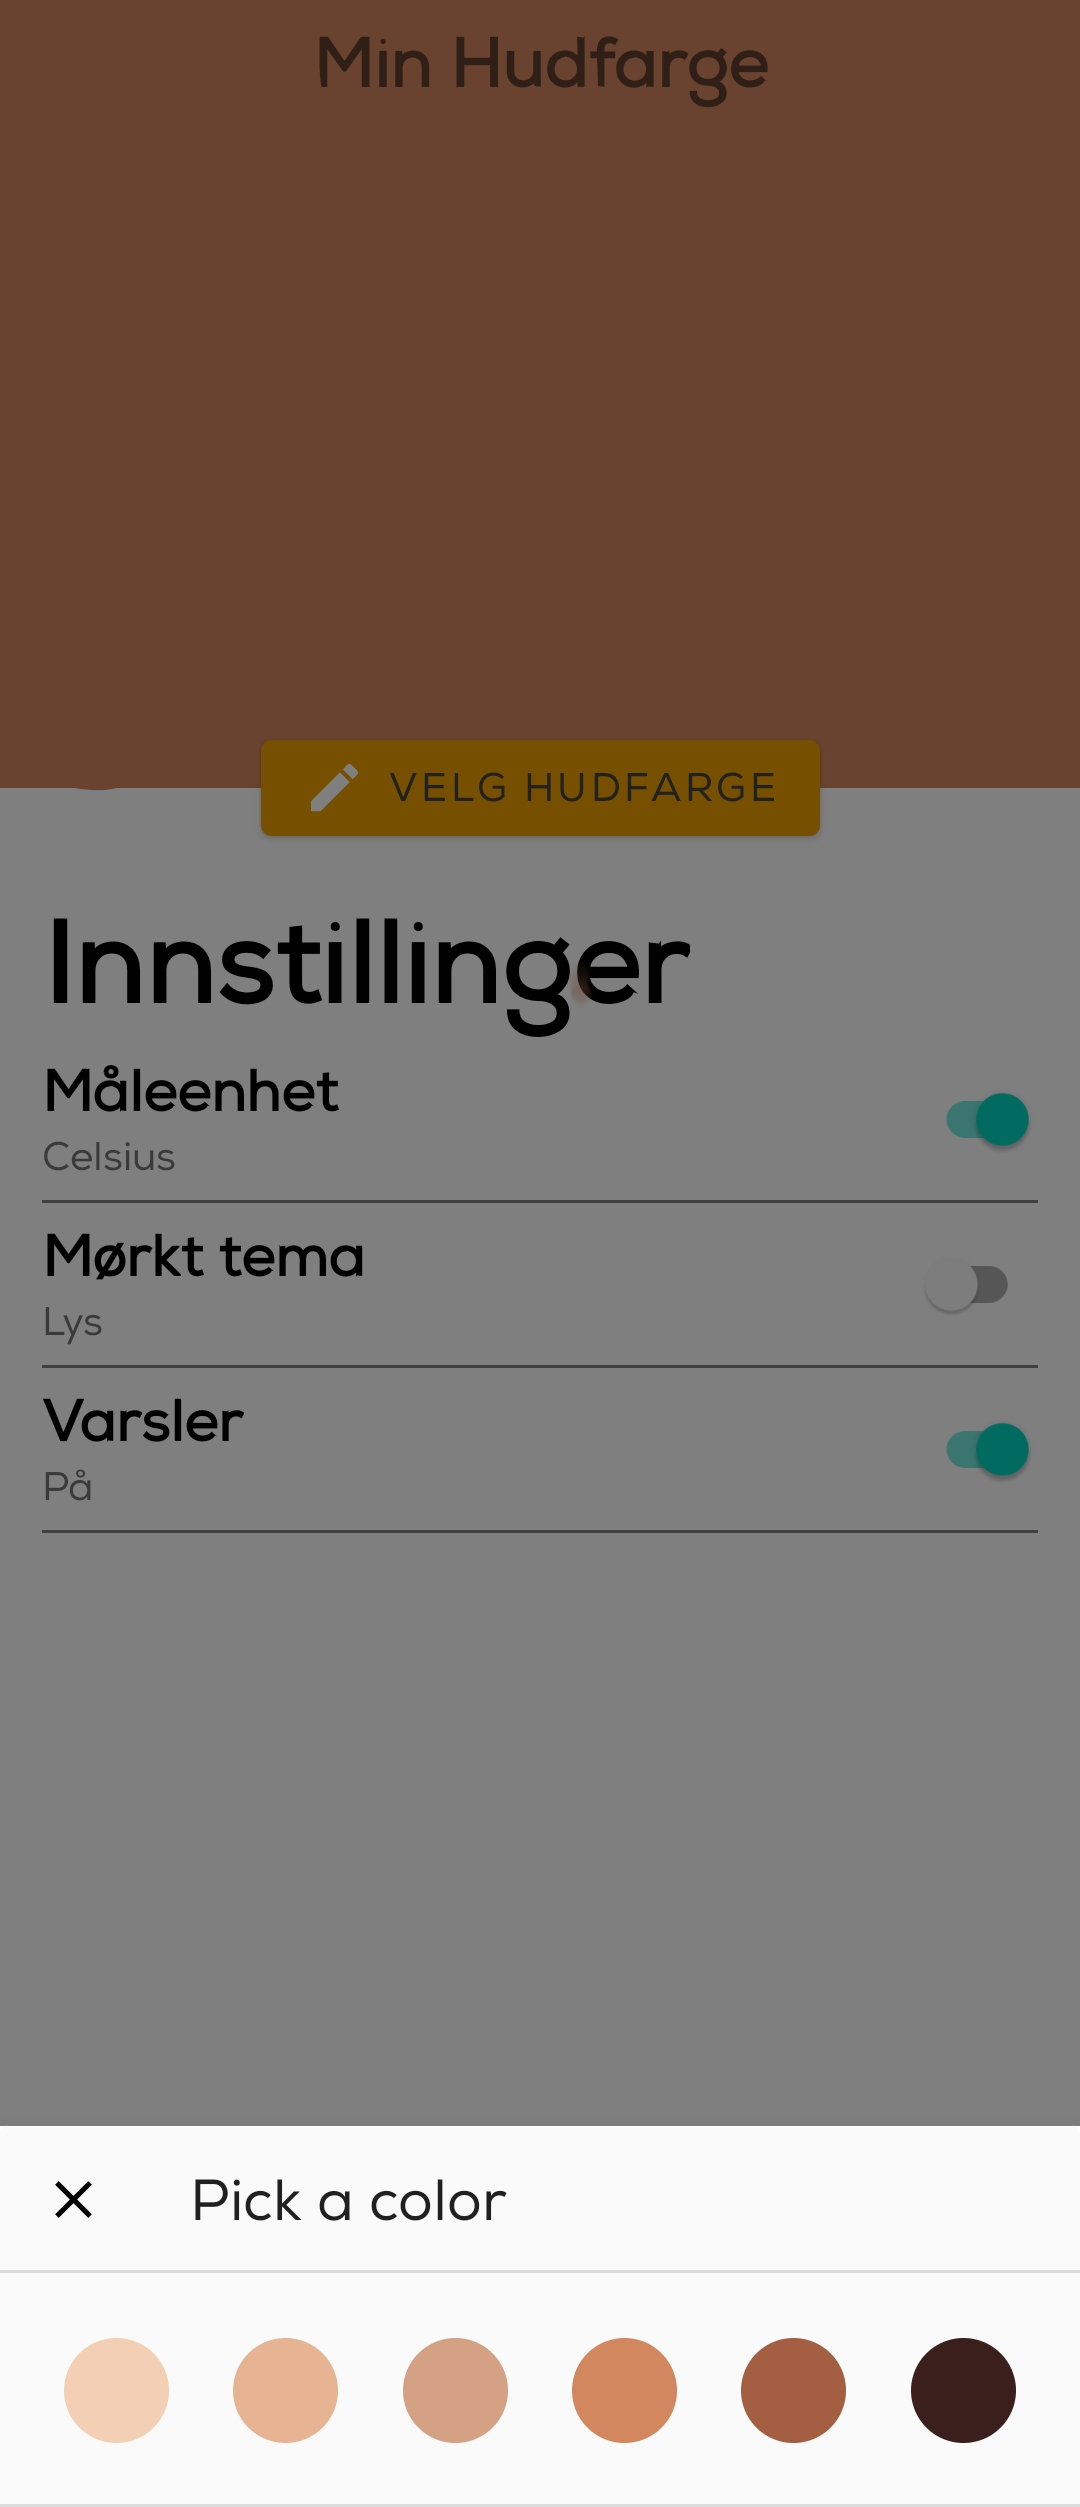 Min Hudfarge
VELG HUDFARGE
Innstillinger
Måleenhet
Celsius
Mørkt tema
Lys
Varsler
På
Pick a color